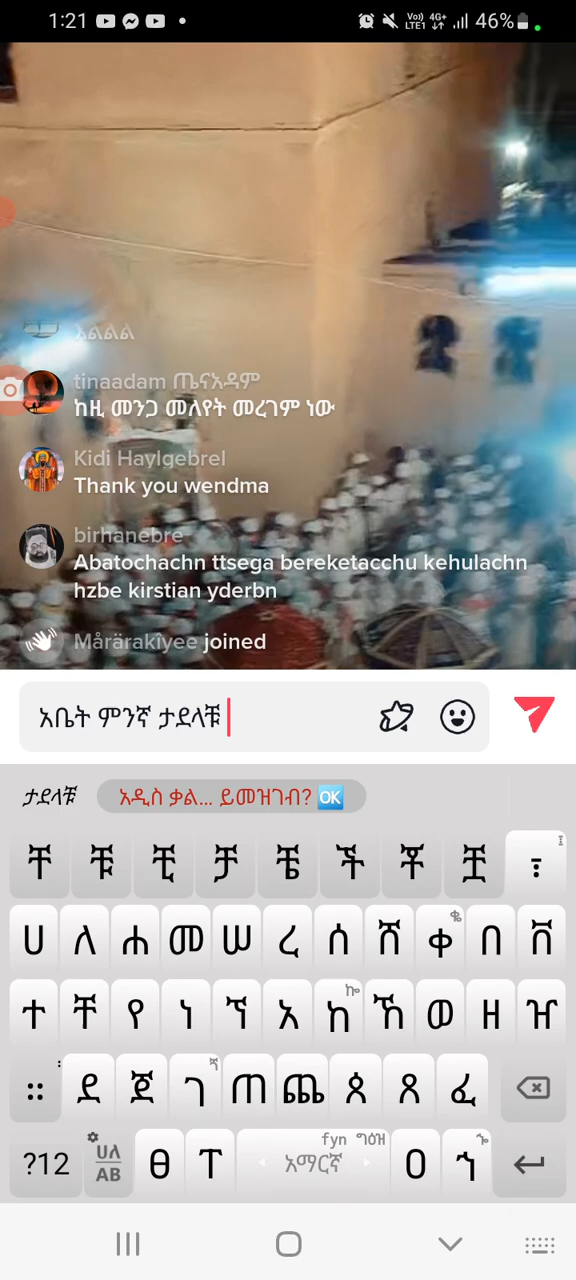 1:21
Vo)) LTE1 4G+ 46%
እልልል
tinaadam ጤናአዳም
ከዚ መንጋ መለየት መረገም ነው
Kidi Haylgebrel
Thank you wendma
birhanebre
Abatochachn ttsega bereketacchu kehulachn
hzbe kirstian yderbn
Måråråkîyee joined
አቤት ምንኛ ታደላቹ
ታደላቹ አዲስ ቃል... ይመዝገብ? OK
ቸ ቹ ቺ ቻ ቼ ች ቾ ቿ ፣
ሀ ለ ሐ መ ሠ ረ ሰ ሸ ቀ በ ቨ
ተ ቸ የ ነ ኘ አ ከ ኸ ወ ዘ ዠ
፡፡ ደ ጀ ገ ጠ ጨ ጰ ጸ ፈ
?12 ሀለ AB ፀ ፐ fyn ግዕዝ አማርኛ ዐ ኀ